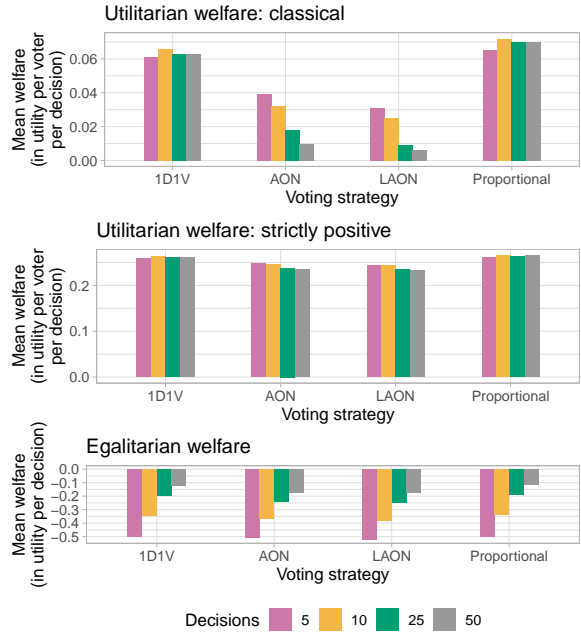 Utilitarian welfare: classical
Mean welfare
(in utility per voter
per decision)
0.06
0.04
0.02
0.00
1D1V AON LAON Proportional
Voting strategy
Utilitarian welfare: strictly positive
Mean welfare
(in utility per voter
per decision)
0.2
0.1
0.0
1D1V AON LAON Proportional
Voting strategy
Egalitarian welfare
Mean welfare
(in utility per decision)
0.0
−0.1
−0.2
−0.3
−0.4
−0.5
1D1V AON LAON Proportional
Voting strategy
Decisions 5 10 25 50